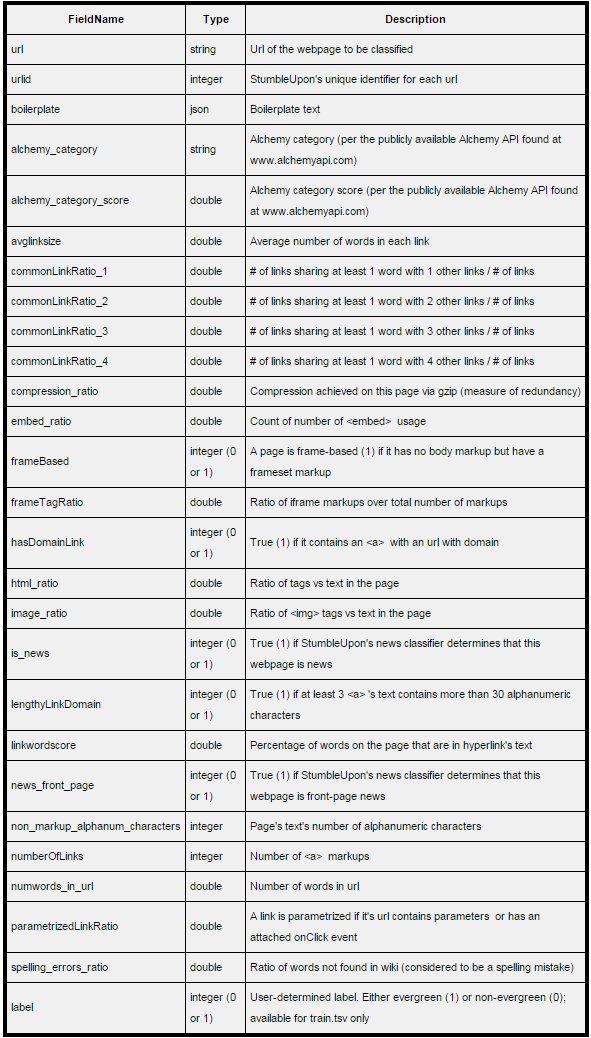 FieldName Type Description
url string Url of the webpage to be classified
urlid integer StumbleUpon's unique identifier for each url
boilerplate json Boilerplate text
alchemy_category string Alchemy category (per the publicly available Alchemy API found at
www.alchemyapi.com)
alchemy_category_score double Alchemy category score (per the publicly available Alchemy API found
at www.alchemyapi.com)
avglinksize double Average number of words in each link
commonLinkRatio_1 double # of links sharing at least 1 word with 1 other links / # of links
commonLinkRatio_2 double # of links sharing at least 1 word with 2 other links / # of links
commonLinkRatio_3 double # of links sharing at least 1 word with 3 other links / # of links
commonLinkRatio_4 double # of links sharing at least 1 word with 4 other links / # of links
compression_ratio double Compression achieved on this page via gzip (measure of redundancy)
embed_ratio double Count of number of <embed> usage
frameBased integer (0 or 1) A page is frame-based (1) if it has no body markup but have a
frameset markup
frameTagRatio double Ratio of iframe markups over total number of markups
hasDomainLink integer (0 or 1) True (1) if it contains an <a> with an url with domain
html_ratio double Ratio of tags vs text in the page
image_ratio double Ratio of <img> tags vs text in the page
is_news integer (0 or 1) True (1) if StumbleUpon's news classifier determines that this
webpage is news
lengthyLinkDomain integer (0 or 1) True (1) if at least 3 <a> 's text contains more than 30 alphanumeric
characters
linkwordscore double Percentage of words on the page that are in hyperlink's text
news_front_page integer (0 or 1) True (1) if StumbleUpon's news classifier determines that this
webpage is front-page news
non_markup_alphanum_characters integer Page's text's number of alphanumeric characters
numberOfLinks integer Number of <a> markups
numwords_in_url double Number of words in url
parametrizedLinkRatio double A link is parametrized if it's url contains parameters or has an
attached onClick event
spelling_errors_ratio double Ratio of words not found in wiki (considered to be a spelling mistake)
label integer (0 or 1) User-determined label. Either evergreen (1) or non-evergreen (0);
available for train.tsv only